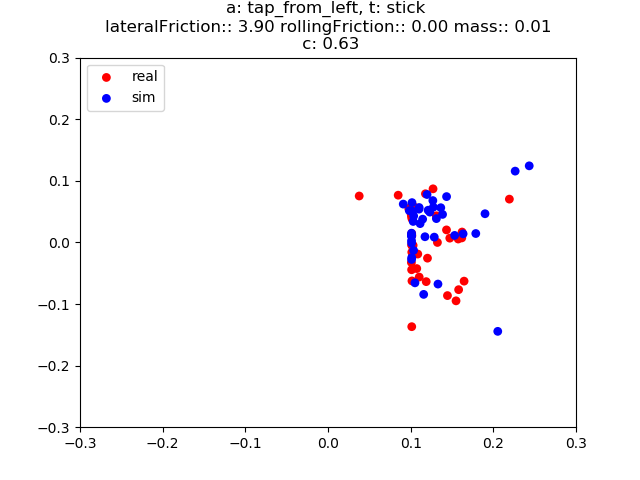 a: tap_from_left, t: stick
lateralFriction:: 3.90 rollingFriction:: 0.00 mass:: 0.01
c: 0.63
real
sim
0.3
0.2
0.1
0.0
−0.1
−0.2
−0.3
−0.3
−0.2
−0.1
0.0
0.1
0.2
0.3